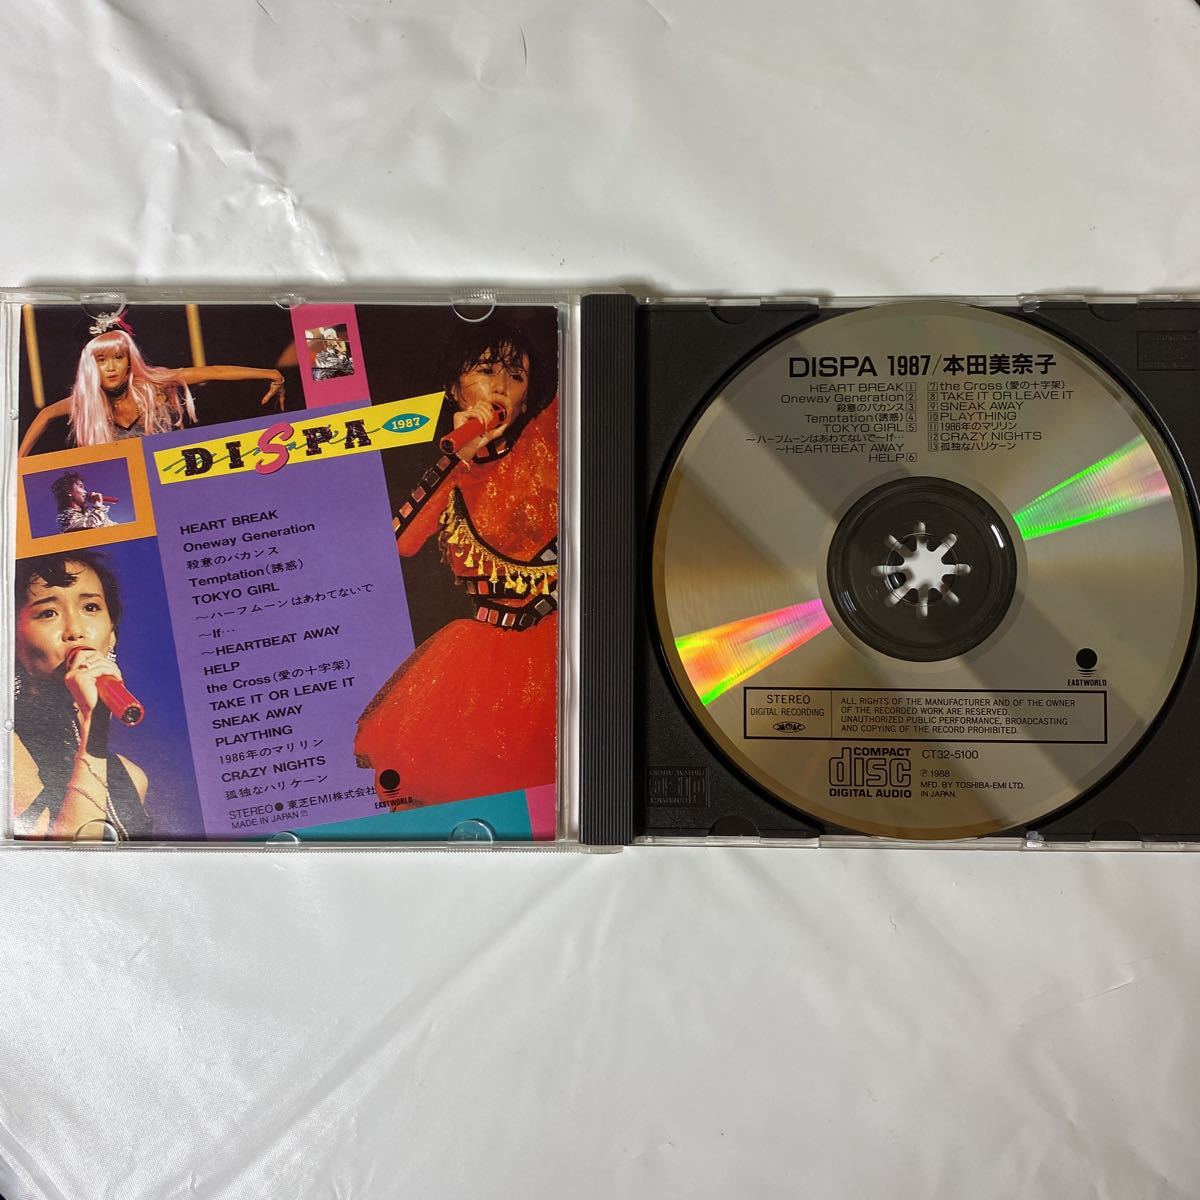 DISPA 1987
HEART BREAK
Oneway Generation
殺意のバカンス
Temptation(誘惑)
TOKYO GIRL
～ハーフムーンはあわてないで
～If…
～HEARTBEAT AWAY
HELP
the Cross(愛の十字架)
TAKE IT OR LEAVE IT
SNEAK AWAY
PLAYTHING
1986年のマリリン
CRAZY NIGHTS
孤独なハリケーン
STEREO● 東芝EMI株式会社
MADE IN JAPAN
EASTWORLD
DISPA 1987/本田美奈子
HEART BREAK 1
Oneway Generation 2
殺意のバカンス 3
Temptation(誘惑) 4
TOKYO GIRL 5
～ハーフムーンはあわてないで～If…
～HEARTBEAT AWAY
HELP 6
7 the Cross(愛の十字架)
8 TAKE IT OR LEAVE IT
9 SNEAK AWAY
10 PLAYTHING
11 1986年のマリリン
12 CRAZY NIGHTS
13 孤独なハリケーン
EASTWORLD
STEREO
DIGITAL RECORDING
JASRAC
ALL RIGHTS OF THE MANUFACTURER AND OF THE OWNER
OF THE RECORDED WORK ARE RESERVED.
UNAUTHORIZED PUBLIC PERFORMANCE, BROADCASTING
AND COPYING OF THE RECORD PROHIBITED.
COMPACT
disc
DIGITAL AUDIO
CT32-5100
Ⓟ 1988
MFD. BY TOSHIBA-EMI LTD.
IN JAPAN.